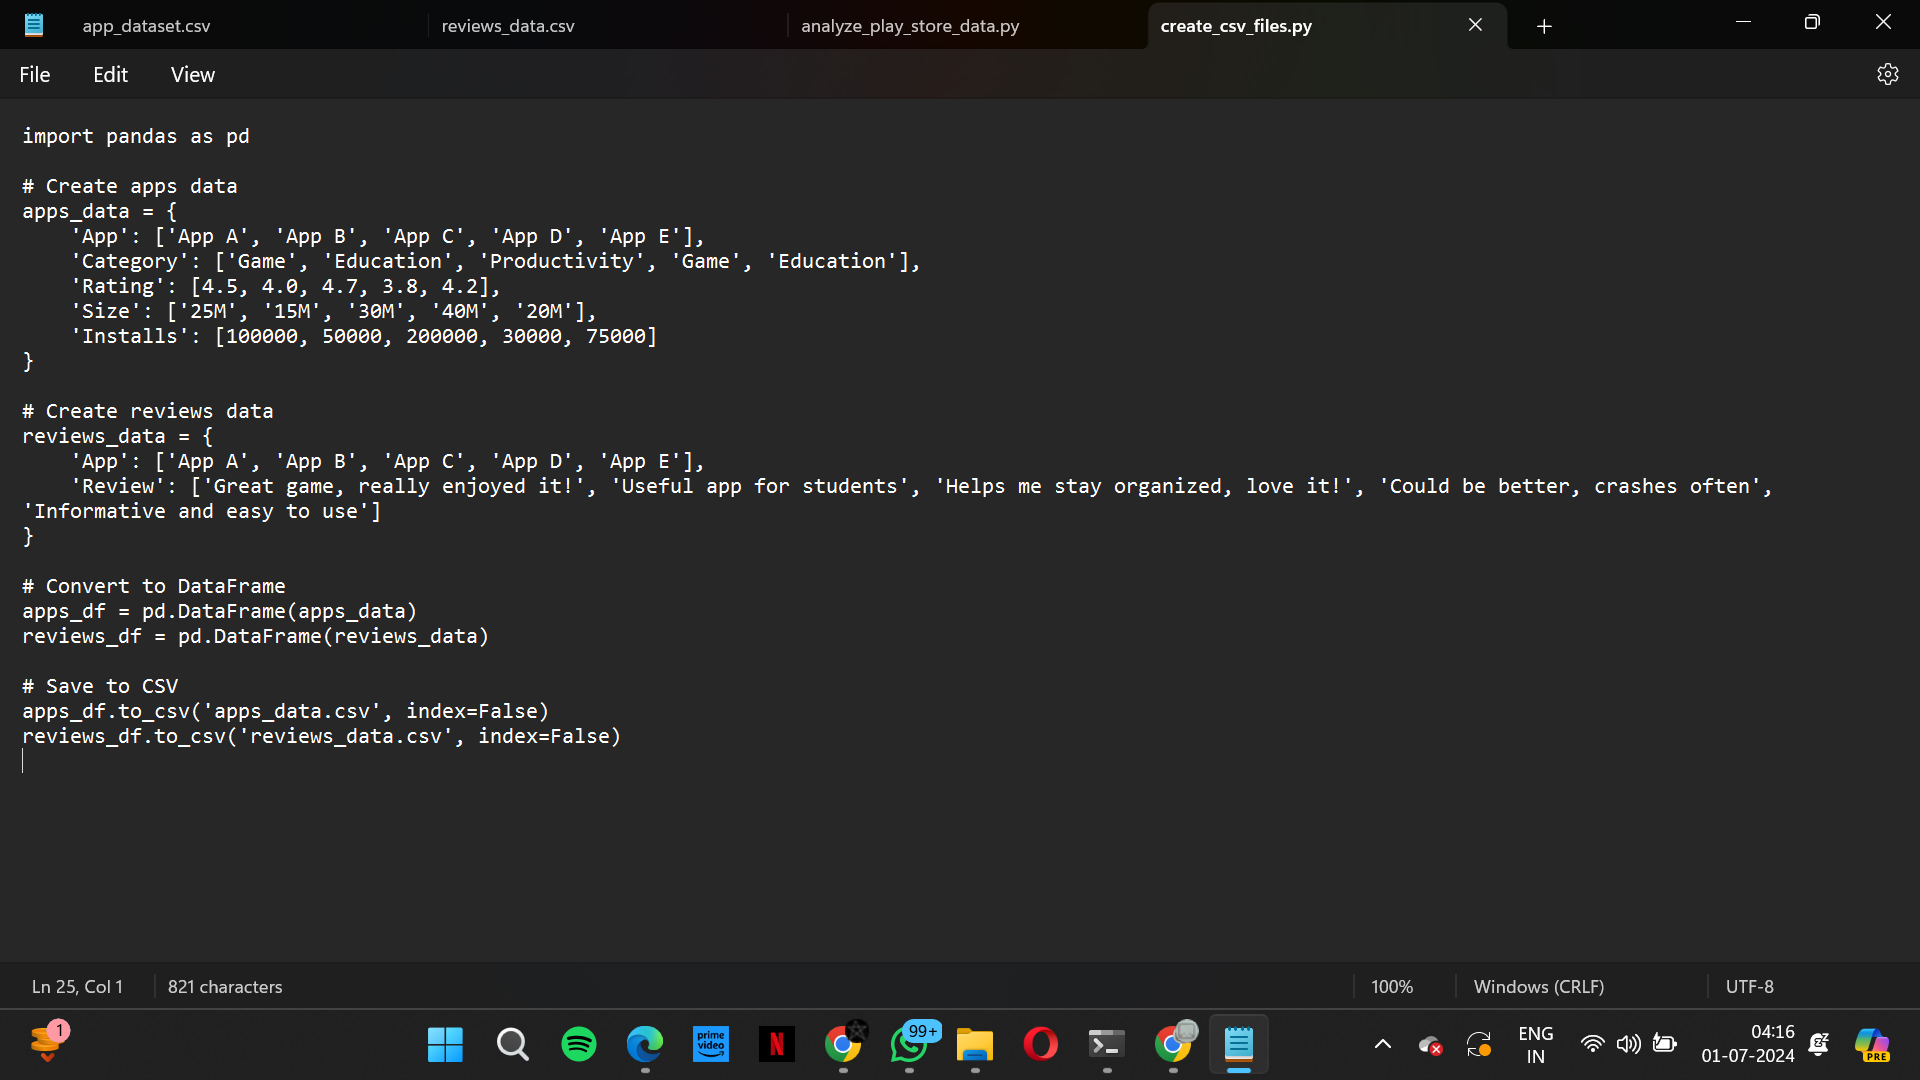 app_dataset.csv
reviews_data.csv
analyze_play_store_data.py
create_csv_files.py
File
Edit
View
import pandas as pd
# Create apps data
apps_data = {
    'App': ['App A', 'App B', 'App C', 'App D', 'App E'],
    'Category': ['Game', 'Education', 'Productivity', 'Game', 'Education'],
    'Rating': [4.5, 4.0, 4.7, 3.8, 4.2],
    'Size': ['25M', '15M', '30M', '40M', '20M'],
    'Installs': [100000, 50000, 200000, 30000, 75000]
}
# Create reviews data
reviews_data = {
    'App': ['App A', 'App B', 'App C', 'App D', 'App E'],
    'Review': ['Great game, really enjoyed it!', 'Useful app for students', 'Helps me stay organized, love it!', 'Could be better, crashes often',
'Informative and easy to use']
}
# Convert to DataFrame
apps_df = pd.DataFrame(apps_data)
reviews_df = pd.DataFrame(reviews_data)
# Save to CSV
apps_df.to_csv('apps_data.csv', index=False)
reviews_df.to_csv('reviews_data.csv', index=False)
Ln 25, Col 1
821 characters
100%
Windows (CRLF)
UTF-8
1
prime video
N
99+
ENG
IN
04:16
01-07-2024
PRE